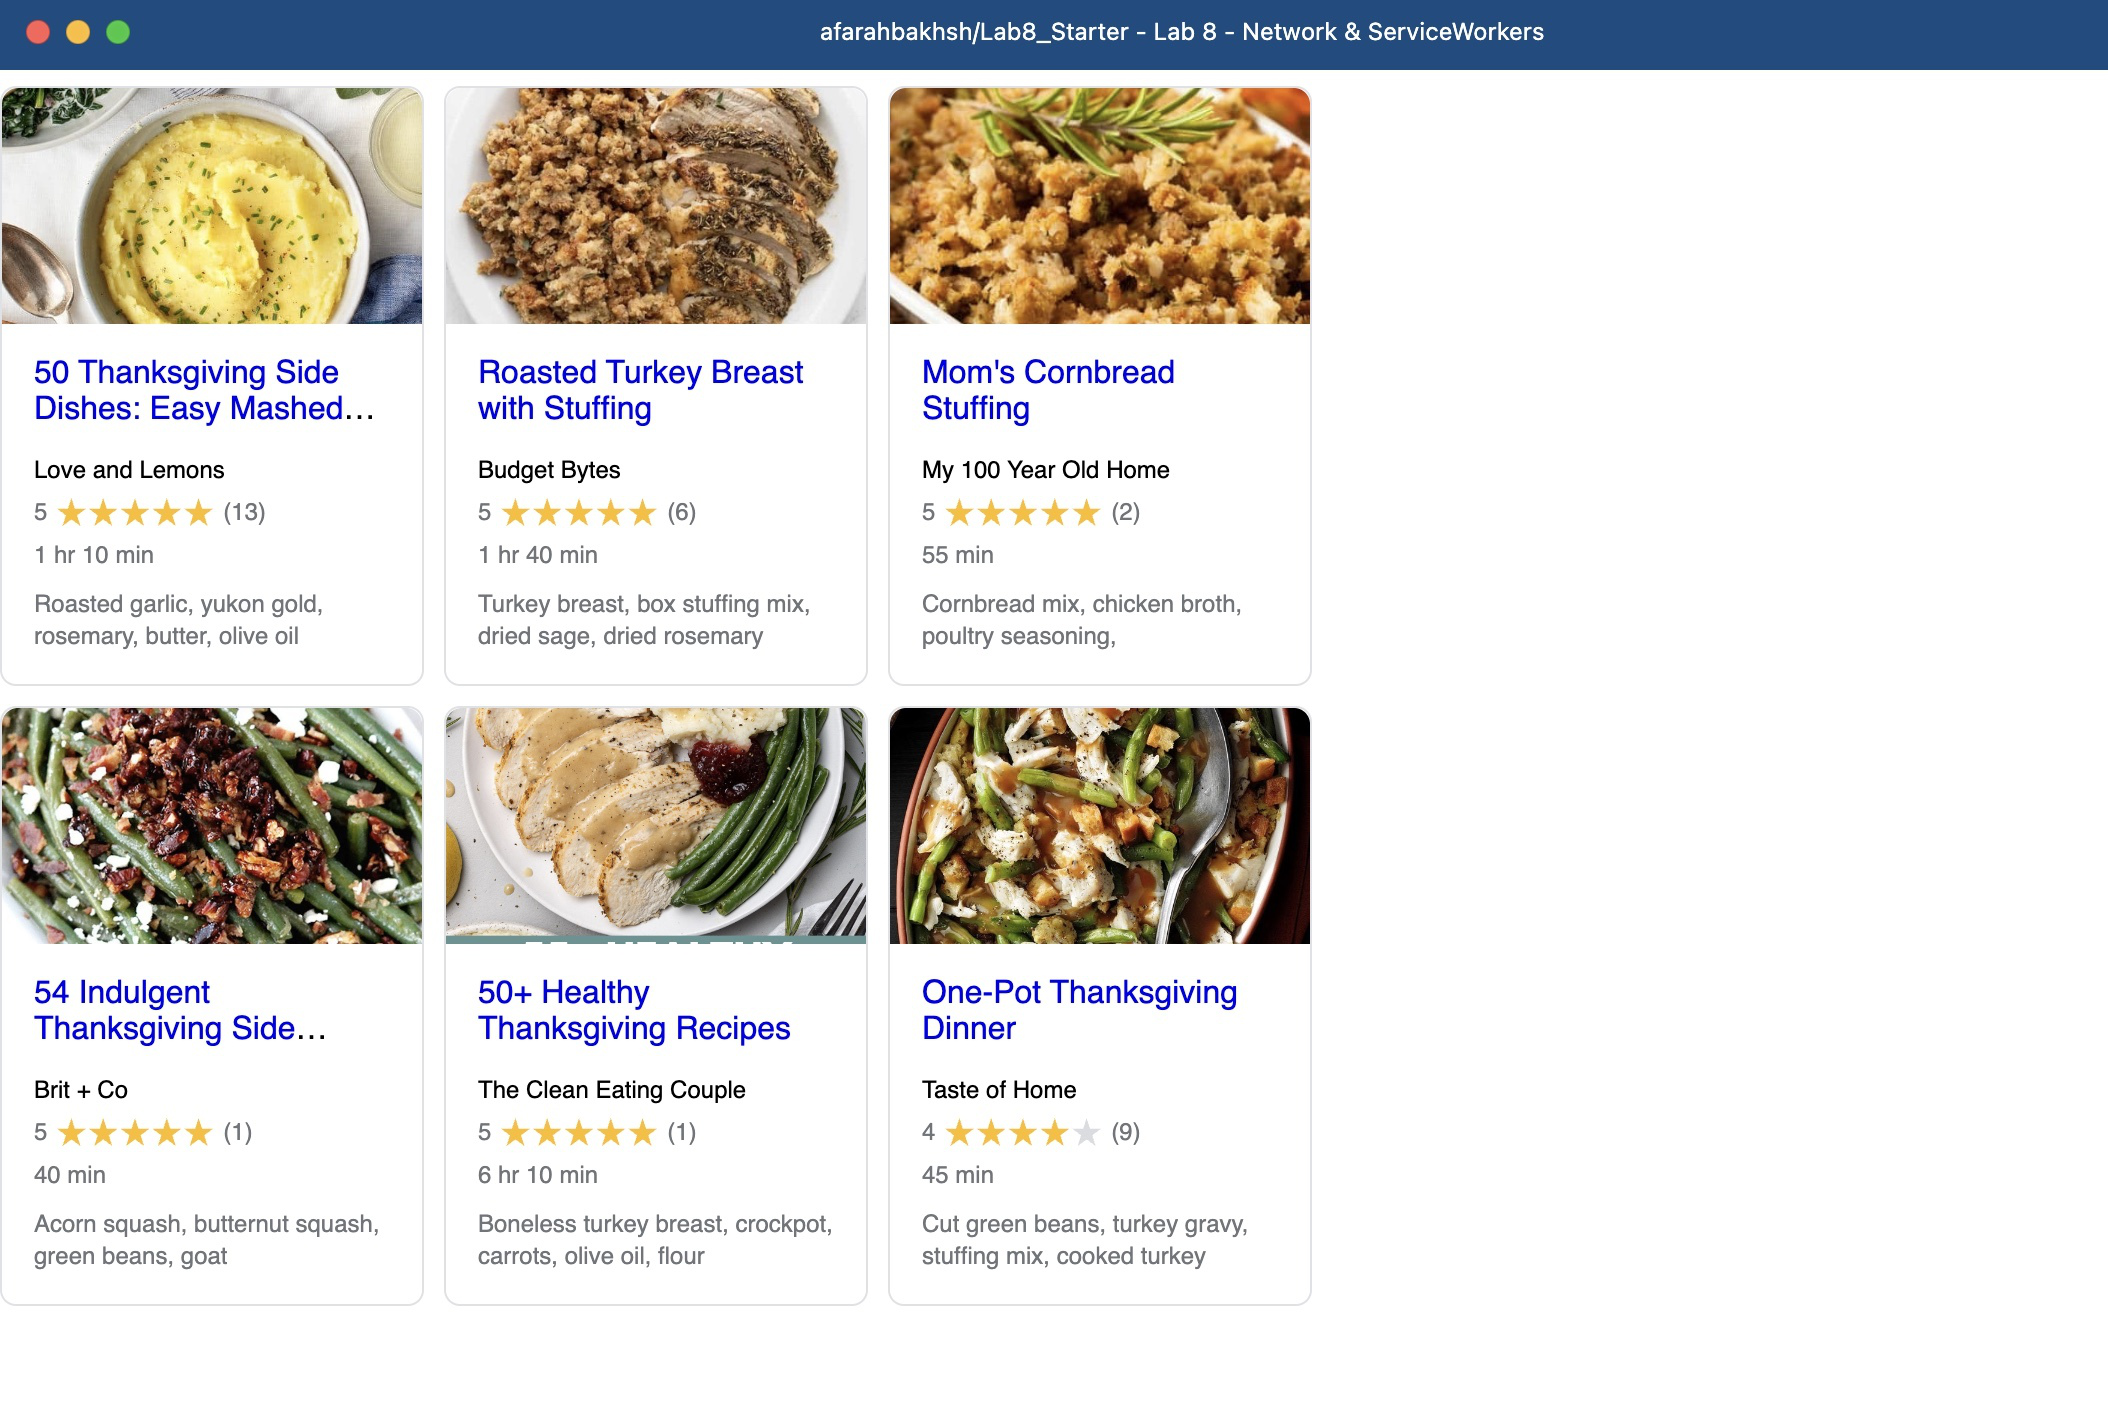 afarahbakhsh/Lab8_Starter - Lab 8 - Network & ServiceWorkers
50 Thanksgiving Side
Dishes: Easy Mashed…
Love and Lemons
5 ★★★★★ (13)
1 hr 10 min
Roasted garlic, yukon gold,
rosemary, butter, olive oil
Roasted Turkey Breast
with Stuffing
Budget Bytes
5 ★★★★★ (6)
1 hr 40 min
Turkey breast, box stuffing mix,
dried sage, dried rosemary
Mom's Cornbread
Stuffing
My 100 Year Old Home
5 ★★★★★ (2)
55 min
Cornbread mix, chicken broth,
poultry seasoning,
54 Indulgent
Thanksgiving Side…
Brit + Co
5 ★★★★★ (1)
40 min
Acorn squash, butternut squash,
green beans, goat
50+ Healthy
Thanksgiving Recipes
The Clean Eating Couple
5 ★★★★★ (1)
6 hr 10 min
Boneless turkey breast, crockpot,
carrots, olive oil, flour
One-Pot Thanksgiving
Dinner
Taste of Home
4 ★★★★★ (9)
45 min
Cut green beans, turkey gravy,
stuffing mix, cooked turkey